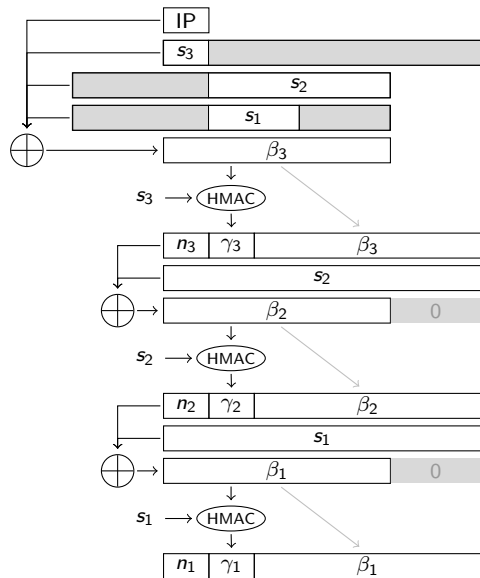 IP
s₃
s₂
s₁
β₃
s₃ HMAC
n₃ γ₃ β₃
s₂
β₂ 0
s₂ HMAC
n₂ γ₂ β₂
s₁
β₁ 0
s₁ HMAC
n₁ γ₁ β₁